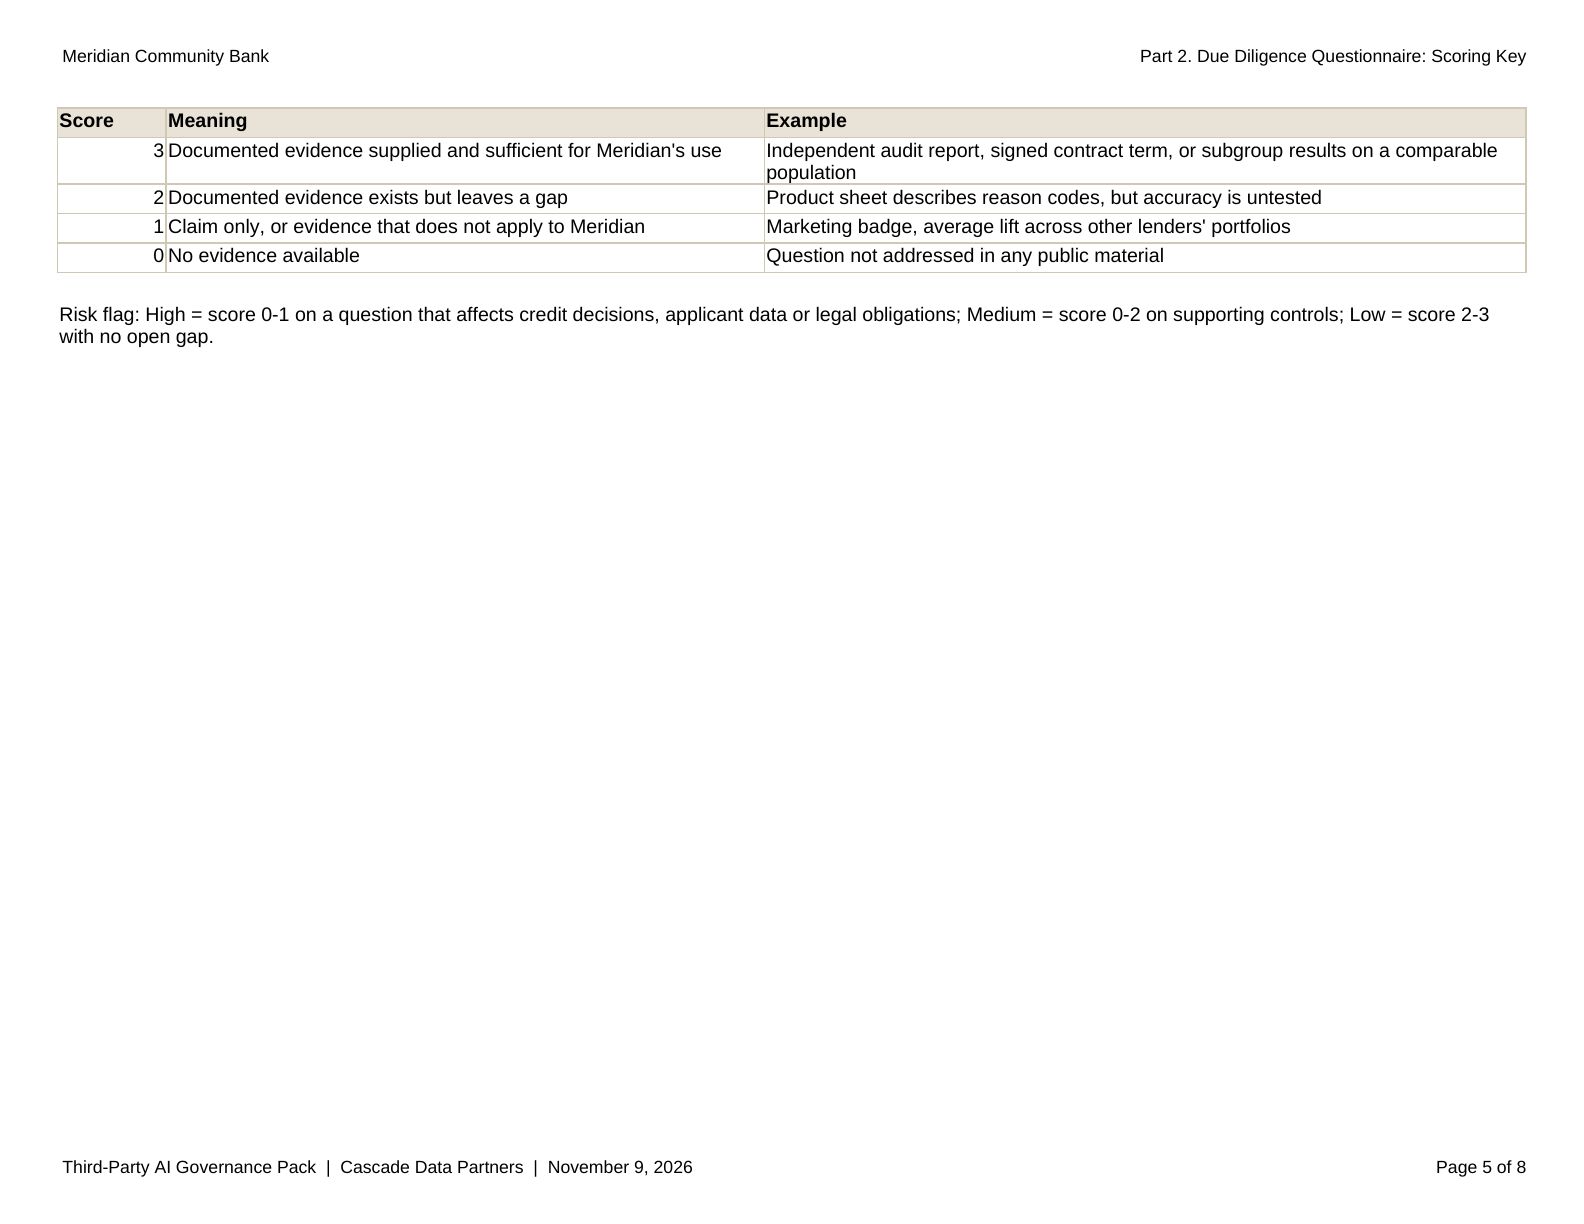 Meridian Community Bank
Part 2. Due Diligence Questionnaire: Scoring Key
Score Meaning Example
3 Documented evidence supplied and sufficient for Meridian's use Independent audit report, signed contract term, or subgroup results on a comparable
population
2 Documented evidence exists but leaves a gap Product sheet describes reason codes, but accuracy is untested
1 Claim only, or evidence that does not apply to Meridian Marketing badge, average lift across other lenders' portfolios
0 No evidence available Question not addressed in any public material
Risk flag: High = score 0-1 on a question that affects credit decisions, applicant data or legal obligations; Medium = score 0-2 on supporting controls; Low = score 2-3
with no open gap.
Third-Party AI Governance Pack | Cascade Data Partners | November 9, 2026
Page 5 of 8